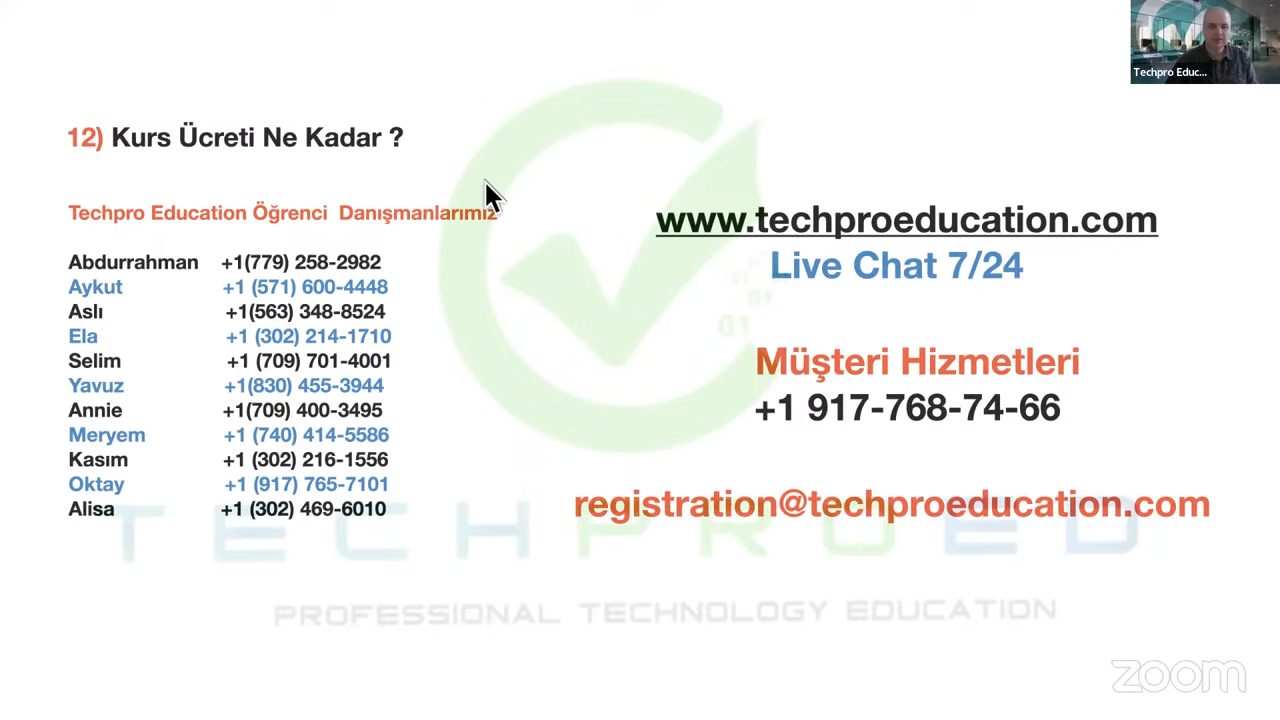 Techpro Educ...
12) Kurs Ücreti Ne Kadar ?
Techpro Education Öğrenci Danışmanlarımız
Abdurrahman +1(779) 258-2982
Aykut +1 (571) 600-4448
Aslı +1(563) 348-8524
Ela +1 (302) 214-1710
Selim +1 (709) 701-4001
Yavuz +1(830) 455-3944
Annie +1(709) 400-3495
Meryem +1 (740) 414-5586
Kasım +1 (302) 216-1556
Oktay +1 (917) 765-7101
Alisa +1 (302) 469-6010
www.techproeducation.com
Live Chat 7/24
Müşteri Hizmetleri
+1 917-768-74-66
registration@techproeducation.com
01
01
TECHPROED
PROFESSIONAL TECHNOLOGY EDUCATION
zoom